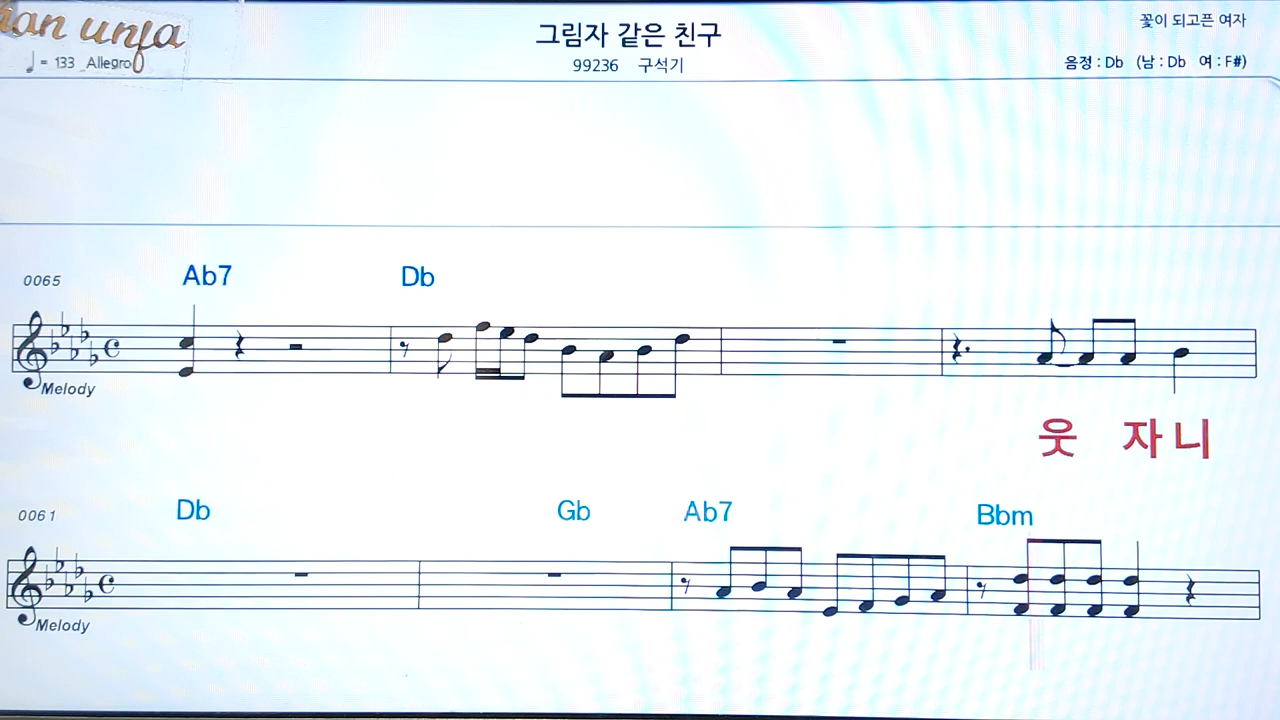 그림자 같은 친구
꽃이 되고픈 여자
♩ = 133 Allegro
99236 구석기
음정 : Db (남 : Db 여 : F#)
0065
Ab7 Db
Melody
웃 자 니
0061
Db Gb Ab7 Bbm
Melody